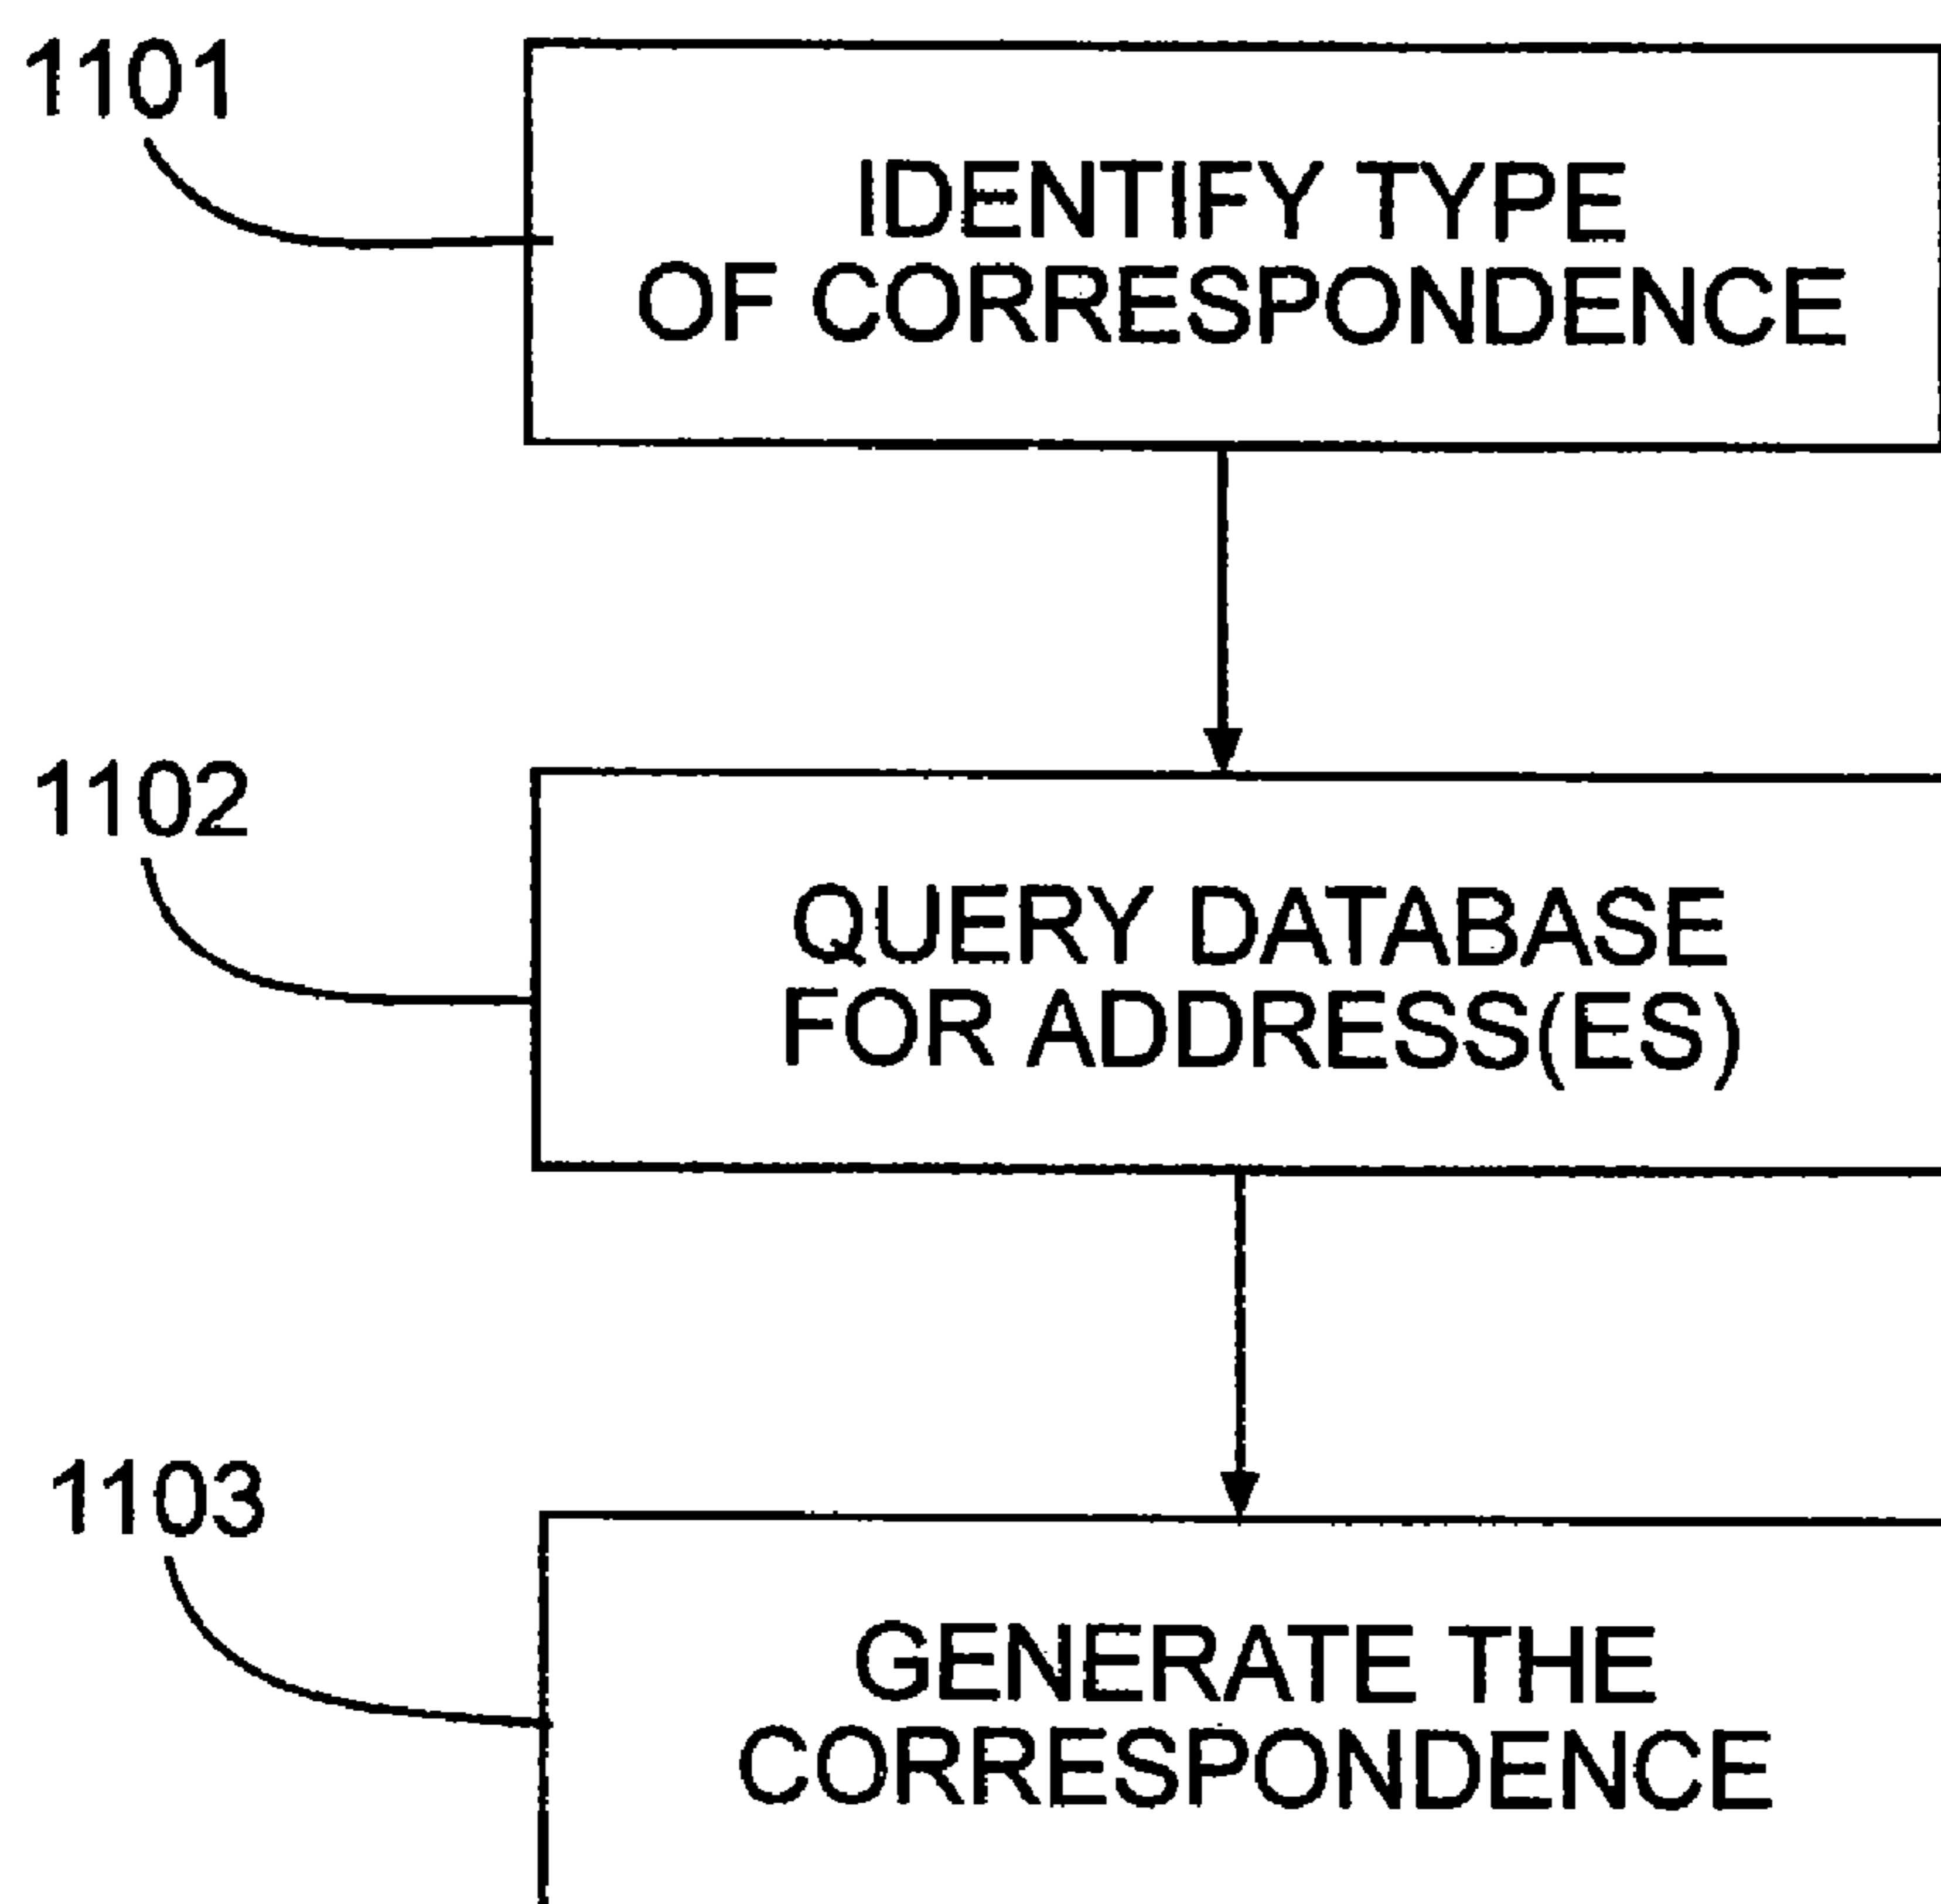 1101
IDENTIFY TYPE
OF CORRESPONDENCE
1102
QUERY DATABASE
FOR ADDRESS(ES)
1103
GENERATE THE
CORRESPONDENCE